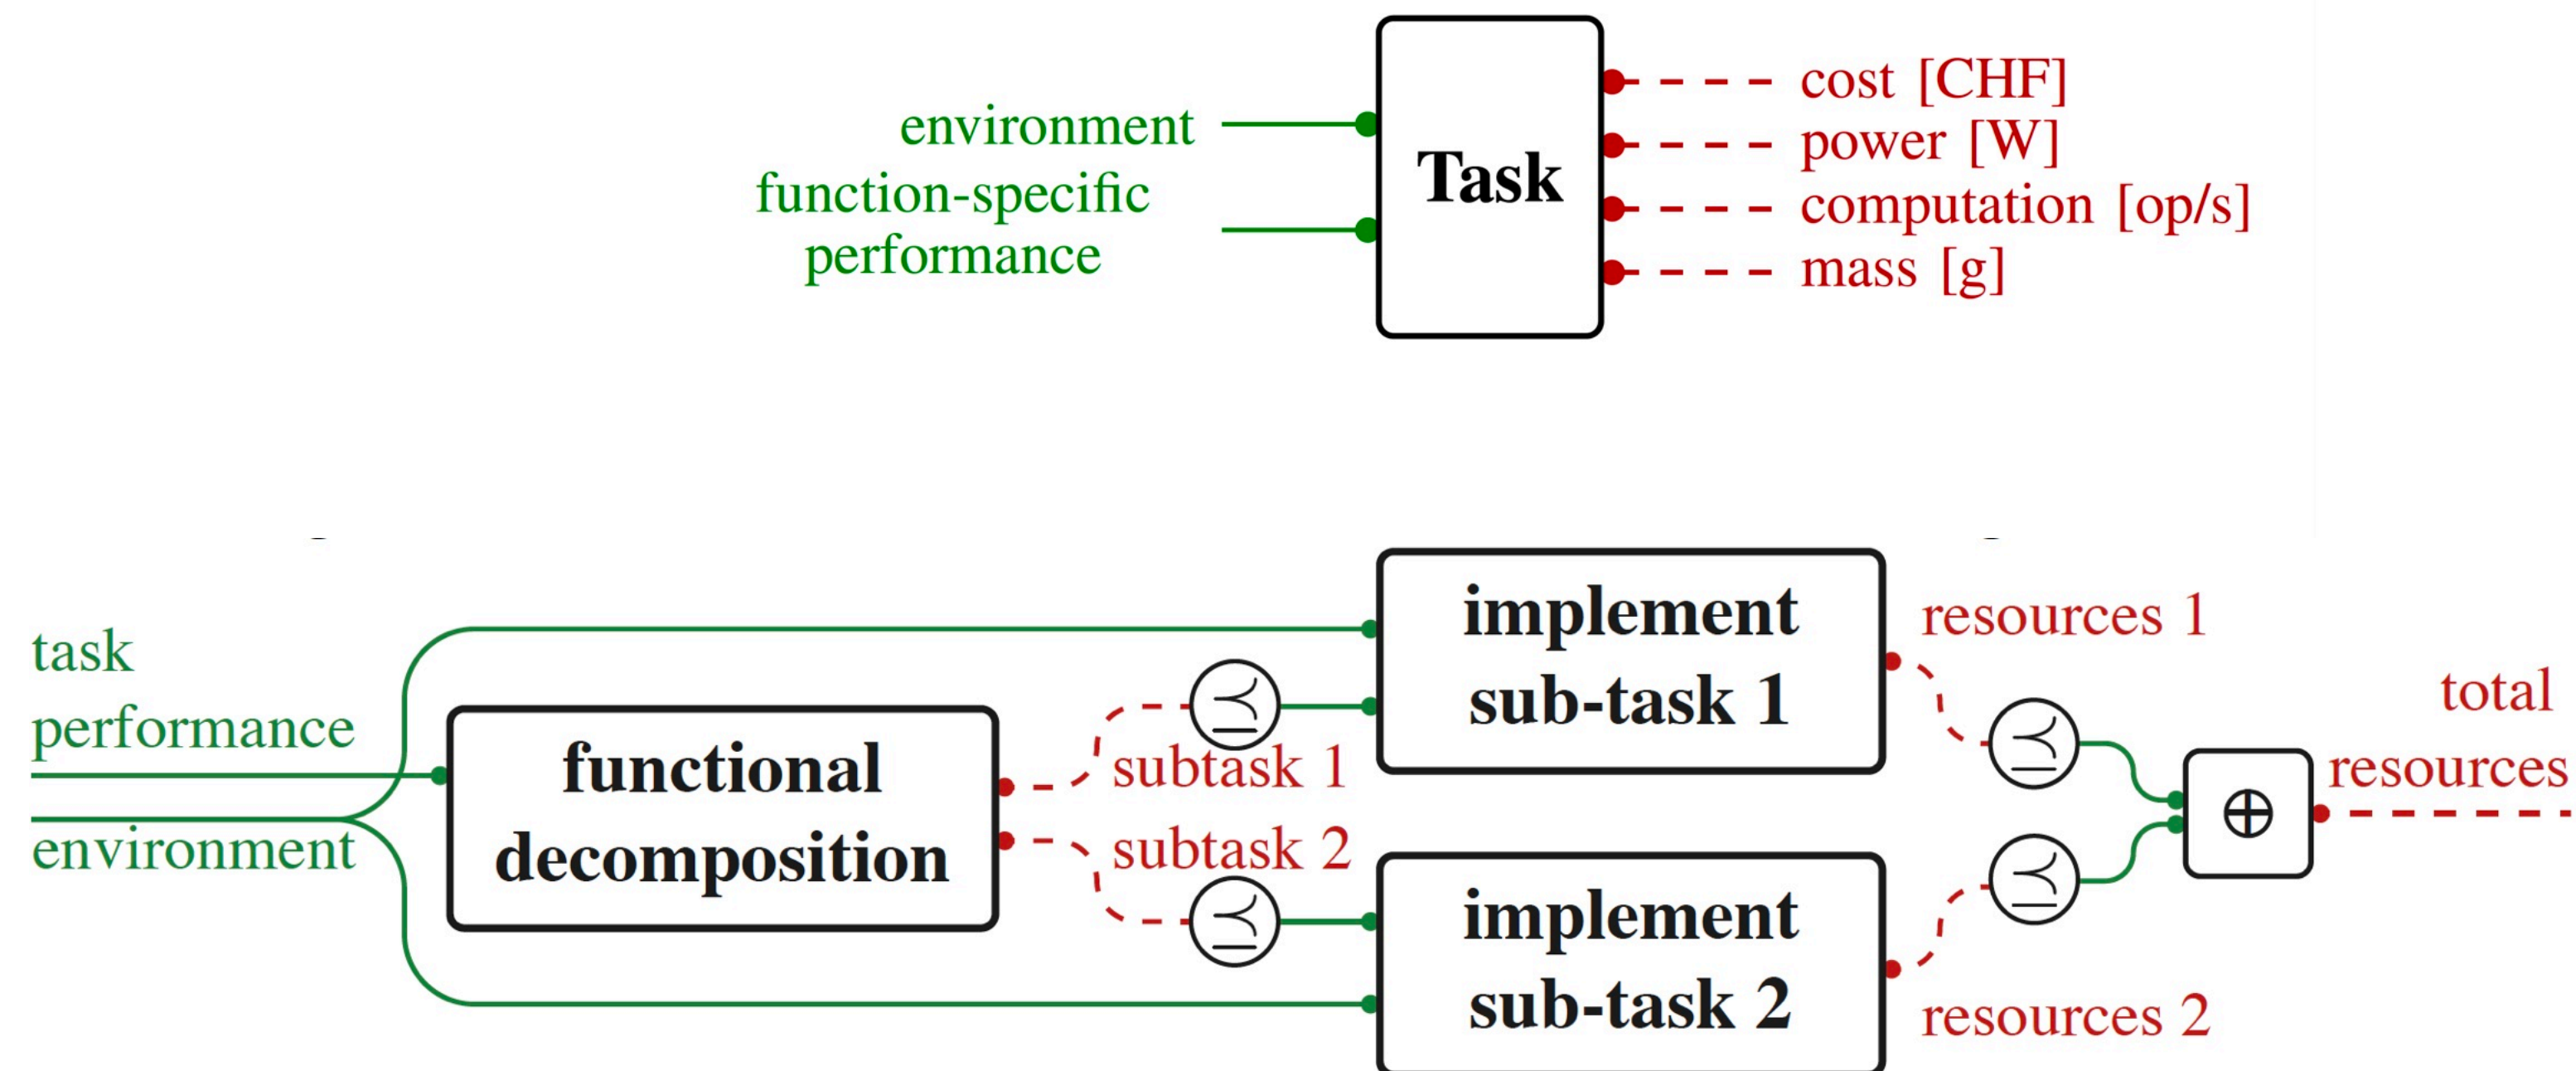 environment
function-specific
performance
Task
cost [CHF]
power [W]
computation [op/s]
mass [g]
task
performance
environment
functional
decomposition
⪯
subtask 1
subtask 2
⪯
implement
sub-task 1
implement
sub-task 2
resources 1
⪯
⪯
resources 2
⊕
total
resources